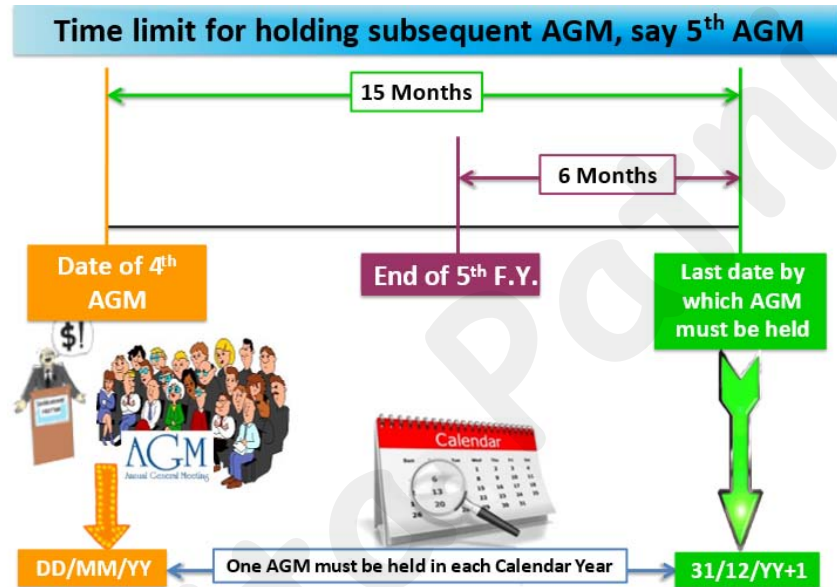 Time limit for holding subsequent AGM, say 5th AGM
15 Months
6 Months
Date of 4th
AGM
End of 5th F.Y.
Last date by
which AGM
must be held
$!
AGM
Annual General Meeting
Calendar
DD/MM/YY
One AGM must be held in each Calendar Year
31/12/YY+1